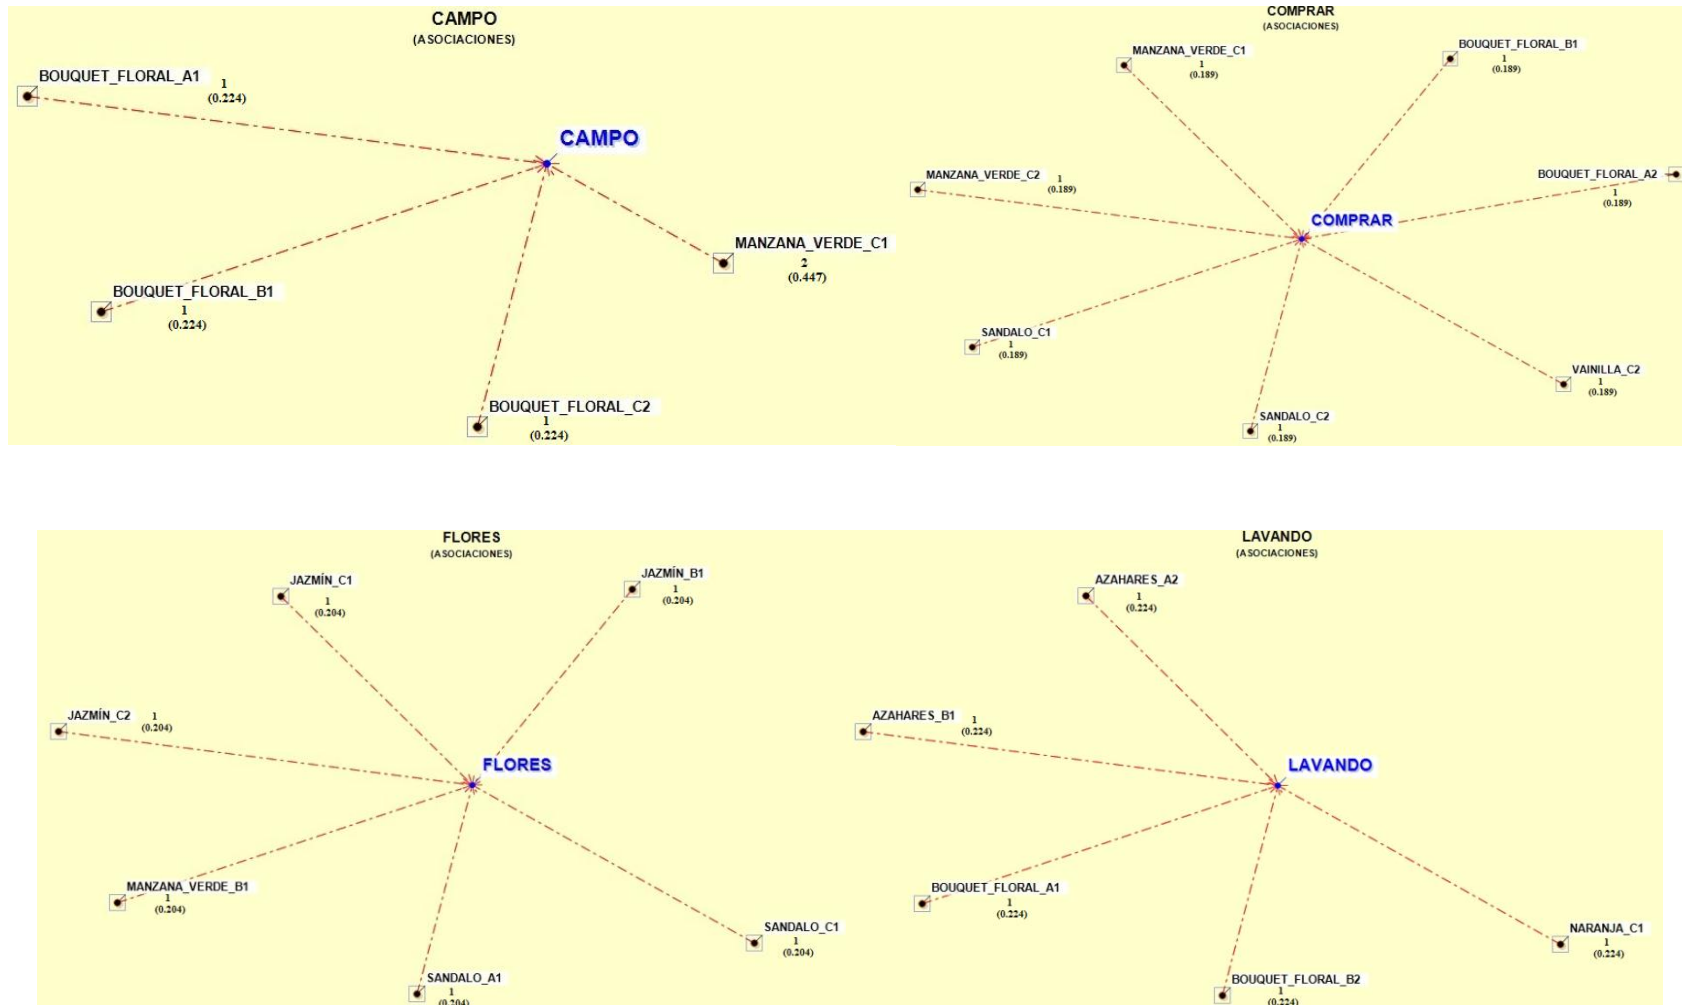 CAMPO
(ASOCIACIONES)
BOUQUET_FLORAL_A1
1
(0.224)
CAMPO
MANZANA_VERDE_C1
2
(0.447)
BOUQUET_FLORAL_B1
1
(0.224)
BOUQUET_FLORAL_C2
1
(0.224)
COMPRAR
(ASOCIACIONES)
MANZANA_VERDE_C1
1
(0.189)
BOUQUET_FLORAL_B1
1
(0.189)
MANZANA_VERDE_C2
1
(0.189)
BOUQUET_FLORAL_A2
1
(0.189)
COMPRAR
SANDALO_C1
1
(0.189)
VAINILLA_C2
1
(0.189)
SANDALO_C2
1
(0.189)
FLORES
(ASOCIACIONES)
JAZMÍN_C1
1
(0.204)
JAZMÍN_B1
1
(0.204)
JAZMÍN_C2
1
(0.204)
FLORES
MANZANA_VERDE_B1
1
(0.204)
SANDALO_C1
1
(0.204)
SANDALO_A1
1
(0.204)
LAVANDO
(ASOCIACIONES)
AZAHARES_A2
1
(0.224)
AZAHARES_B1
1
(0.224)
LAVANDO
BOUQUET_FLORAL_A1
1
(0.224)
NARANJA_C1
1
(0.224)
BOUQUET_FLORAL_B2
1
(0.224)